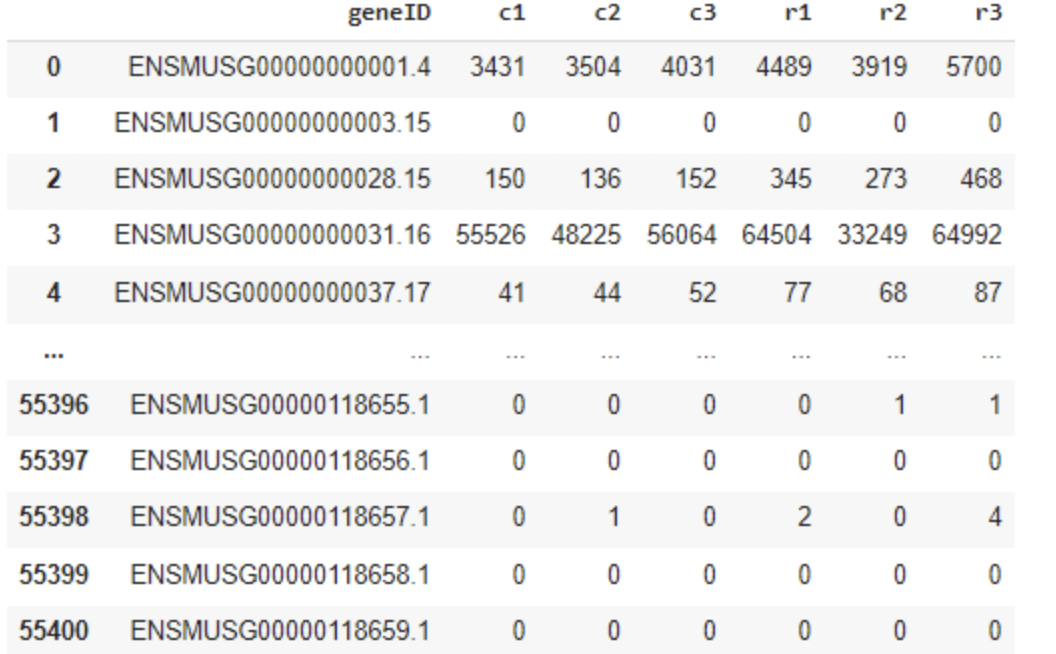 geneID c1 c2 c3 r1 r2 r3
0 ENSMUSG00000000001.4 3431 3504 4031 4489 3919 5700
1 ENSMUSG00000000003.15 0 0 0 0 0 0
2 ENSMUSG00000000028.15 150 136 152 345 273 468
3 ENSMUSG00000000031.16 55526 48225 56064 64504 33249 64992
4 ENSMUSG00000000037.17 41 44 52 77 68 87
... ... ... ... ... ... ... ...
55396 ENSMUSG00000118655.1 0 0 0 0 1 1
55397 ENSMUSG00000118656.1 0 0 0 0 0 0
55398 ENSMUSG00000118657.1 0 1 0 2 0 4
55399 ENSMUSG00000118658.1 0 0 0 0 0 0
55400 ENSMUSG00000118659.1 0 0 0 0 0 0